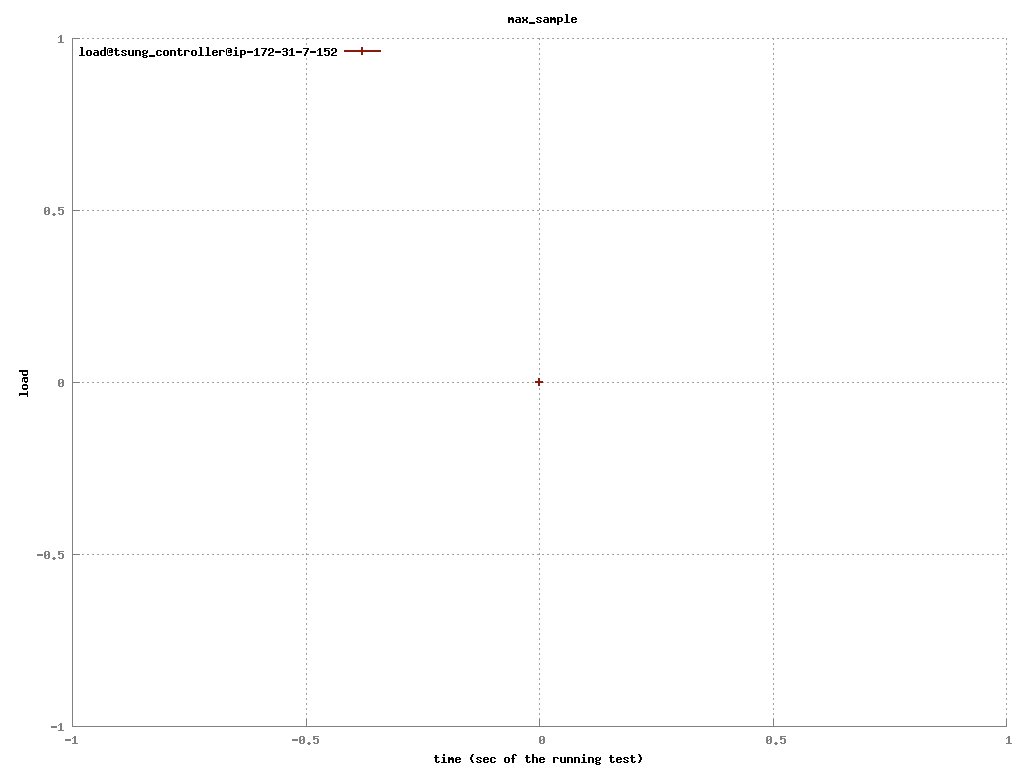 max_sample
1
load@tsung_controller@ip-172-31-7-152
0.5
load
0
-0.5
-1
-1 -0.5 0 0.5 1
time (sec of the running test)